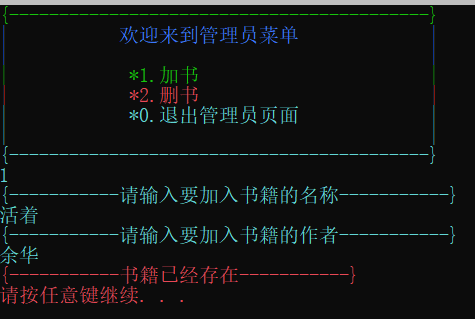 {------------------------------------------}
欢迎来到管理员菜单
*1.加书
*2.删书
*0.退出管理员页面
{------------------------------------------}
1
{-----------请输入要加入书籍的名称-----------}
活着
{-----------请输入要加入书籍的作者-----------}
余华
{-----------书籍已经存在-----------}
请按任意键继续. . .